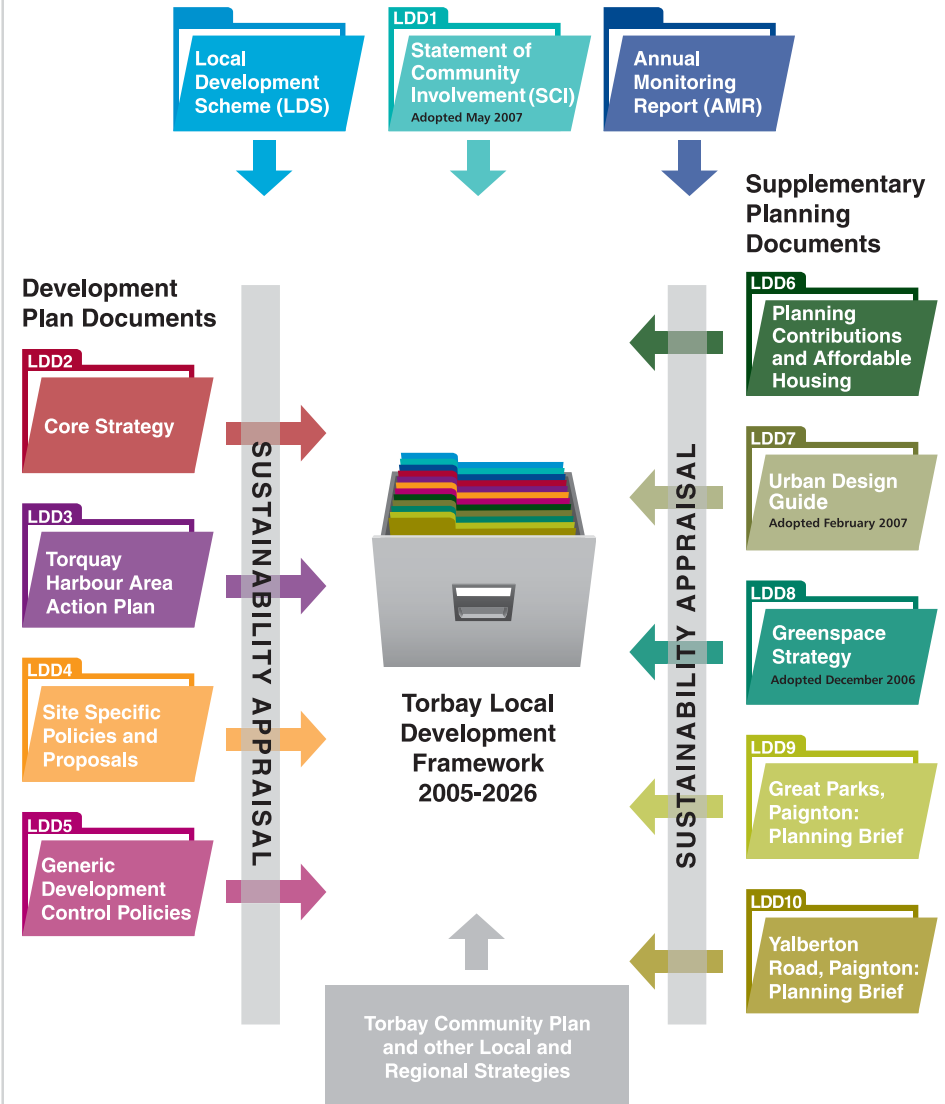 Local
Development
Scheme (LDS)
LDD1
Statement of
Community
Involvement (SCI)
Adopted May 2007
Annual
Monitoring
Report (AMR)
Development
Plan Documents
LDD2
Core Strategy
LDD3
Torquay
Harbour Area
Action Plan
LDD4
Site Specific
Policies and
Proposals
LDD5
Generic
Development
Control Policies
SUSTAINABILITY APPRAISAL
Torbay Local
Development
Framework
2005-2026
Torbay Community Plan
and other Local and
Regional Strategies
SUSTAINABILITY APPRAISAL
Supplementary
Planning
Documents
LDD6
Planning
Contributions
and Affordable
Housing
LDD7
Urban Design
Guide
Adopted February 2007
LDD8
Greenspace
Strategy
Adopted December 2006
LDD9
Great Parks,
Paignton:
Planning Brief
LDD10
Yalberton
Road, Paignton:
Planning Brief